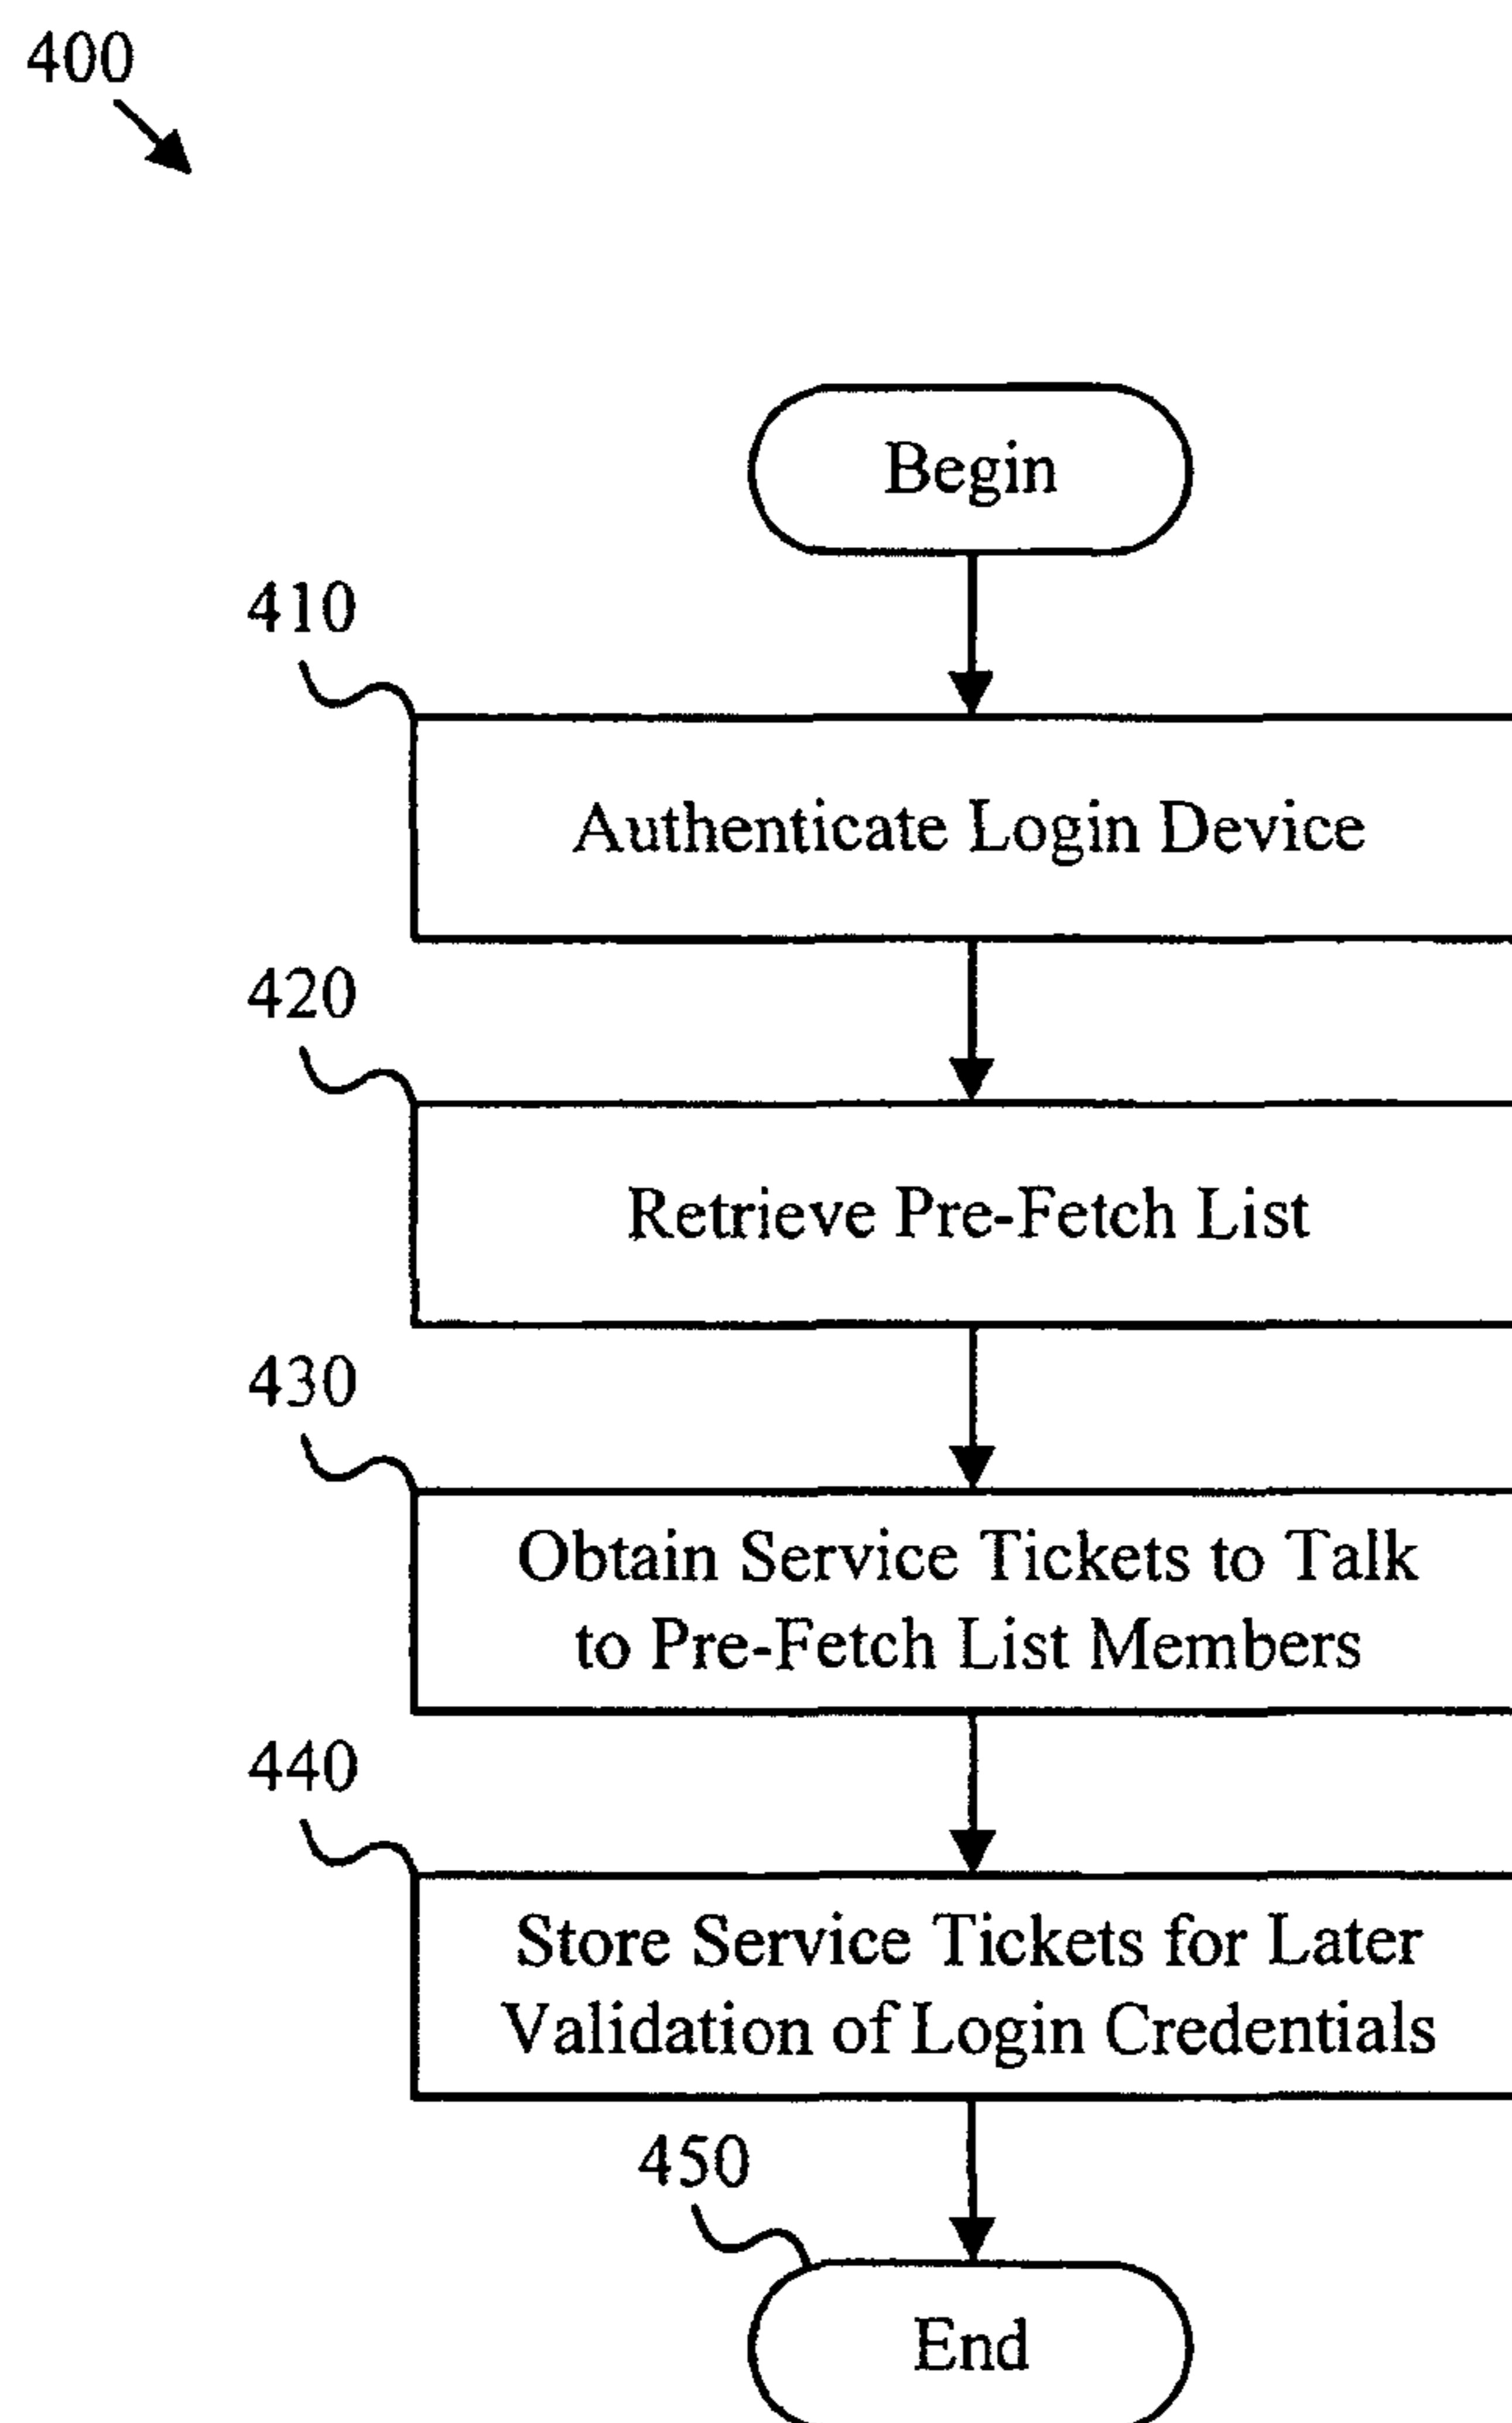 400
Begin
410
Authenticate Login Device
420
Retrieve Pre-Fetch List
430
Obtain Service Tickets to Talk
to Pre-Fetch List Members
440
Store Service Tickets for Later
Validation of Login Credentials
450
End